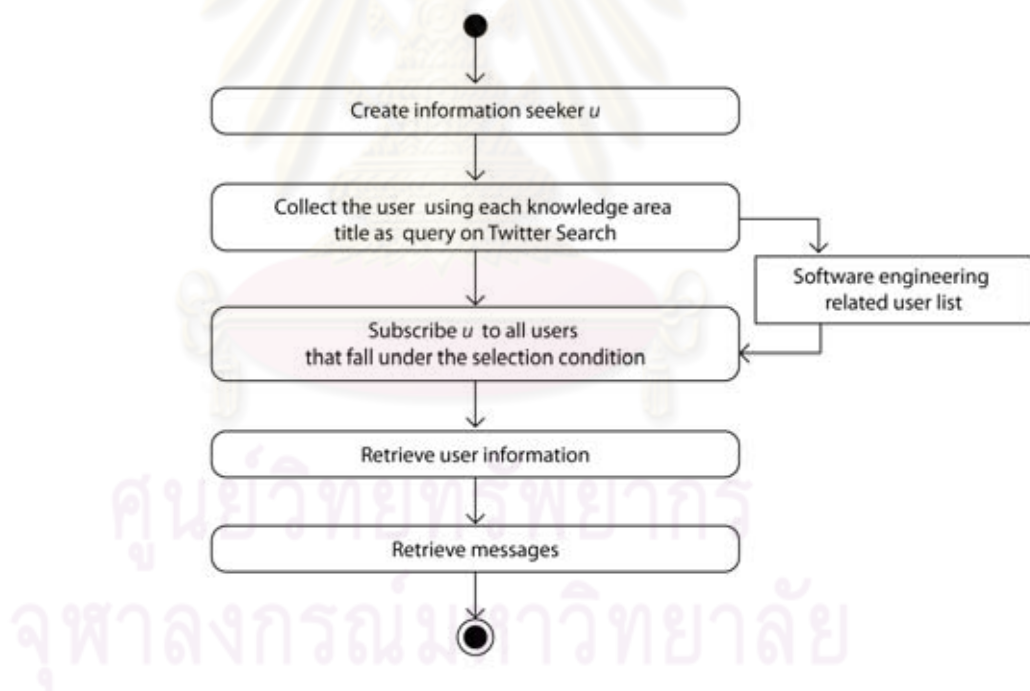 Create information seeker u
Collect the user using each knowledge area
title as query on Twitter Search
Software engineering
related user list
Subscribe u to all users
that fall under the selection condition
Retrieve user information
ศูนย์วิทยทรัพยากร
Retrieve messages
จุฬาลงกรณ์มหาวิทยาลัย